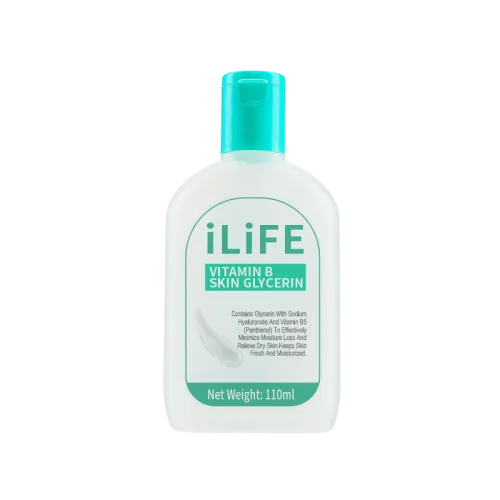 iLiFE
VITAMIN B
SKIN GLYCERIN
Contains Glycerin With Sodium
Hyaluronate And Vitamin B5
(Panthenol) To Effectively
Minimize Moisture Loss And
Relieve Dry Skin.Keeps Skin
Fresh And Moisturized.
Net Weight: 110ml